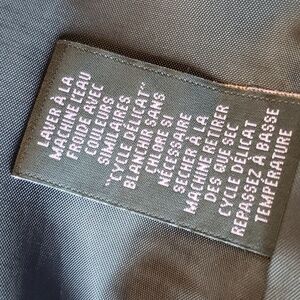 LAVER À LA
MACHINE L'EAU
FROIDE AVEC
COULEURS
SIMILAIRES
"CYCLE DÉLICAT"
BLANCHIR SANS
CHLORE SI
NÉCESSAIRE
SÉCHER À LA
MACHINE RETIRER
DES QUE SEC
CYCLE DÉLICAT
REPASSEZ À BASSE
TEMPÉRATURE